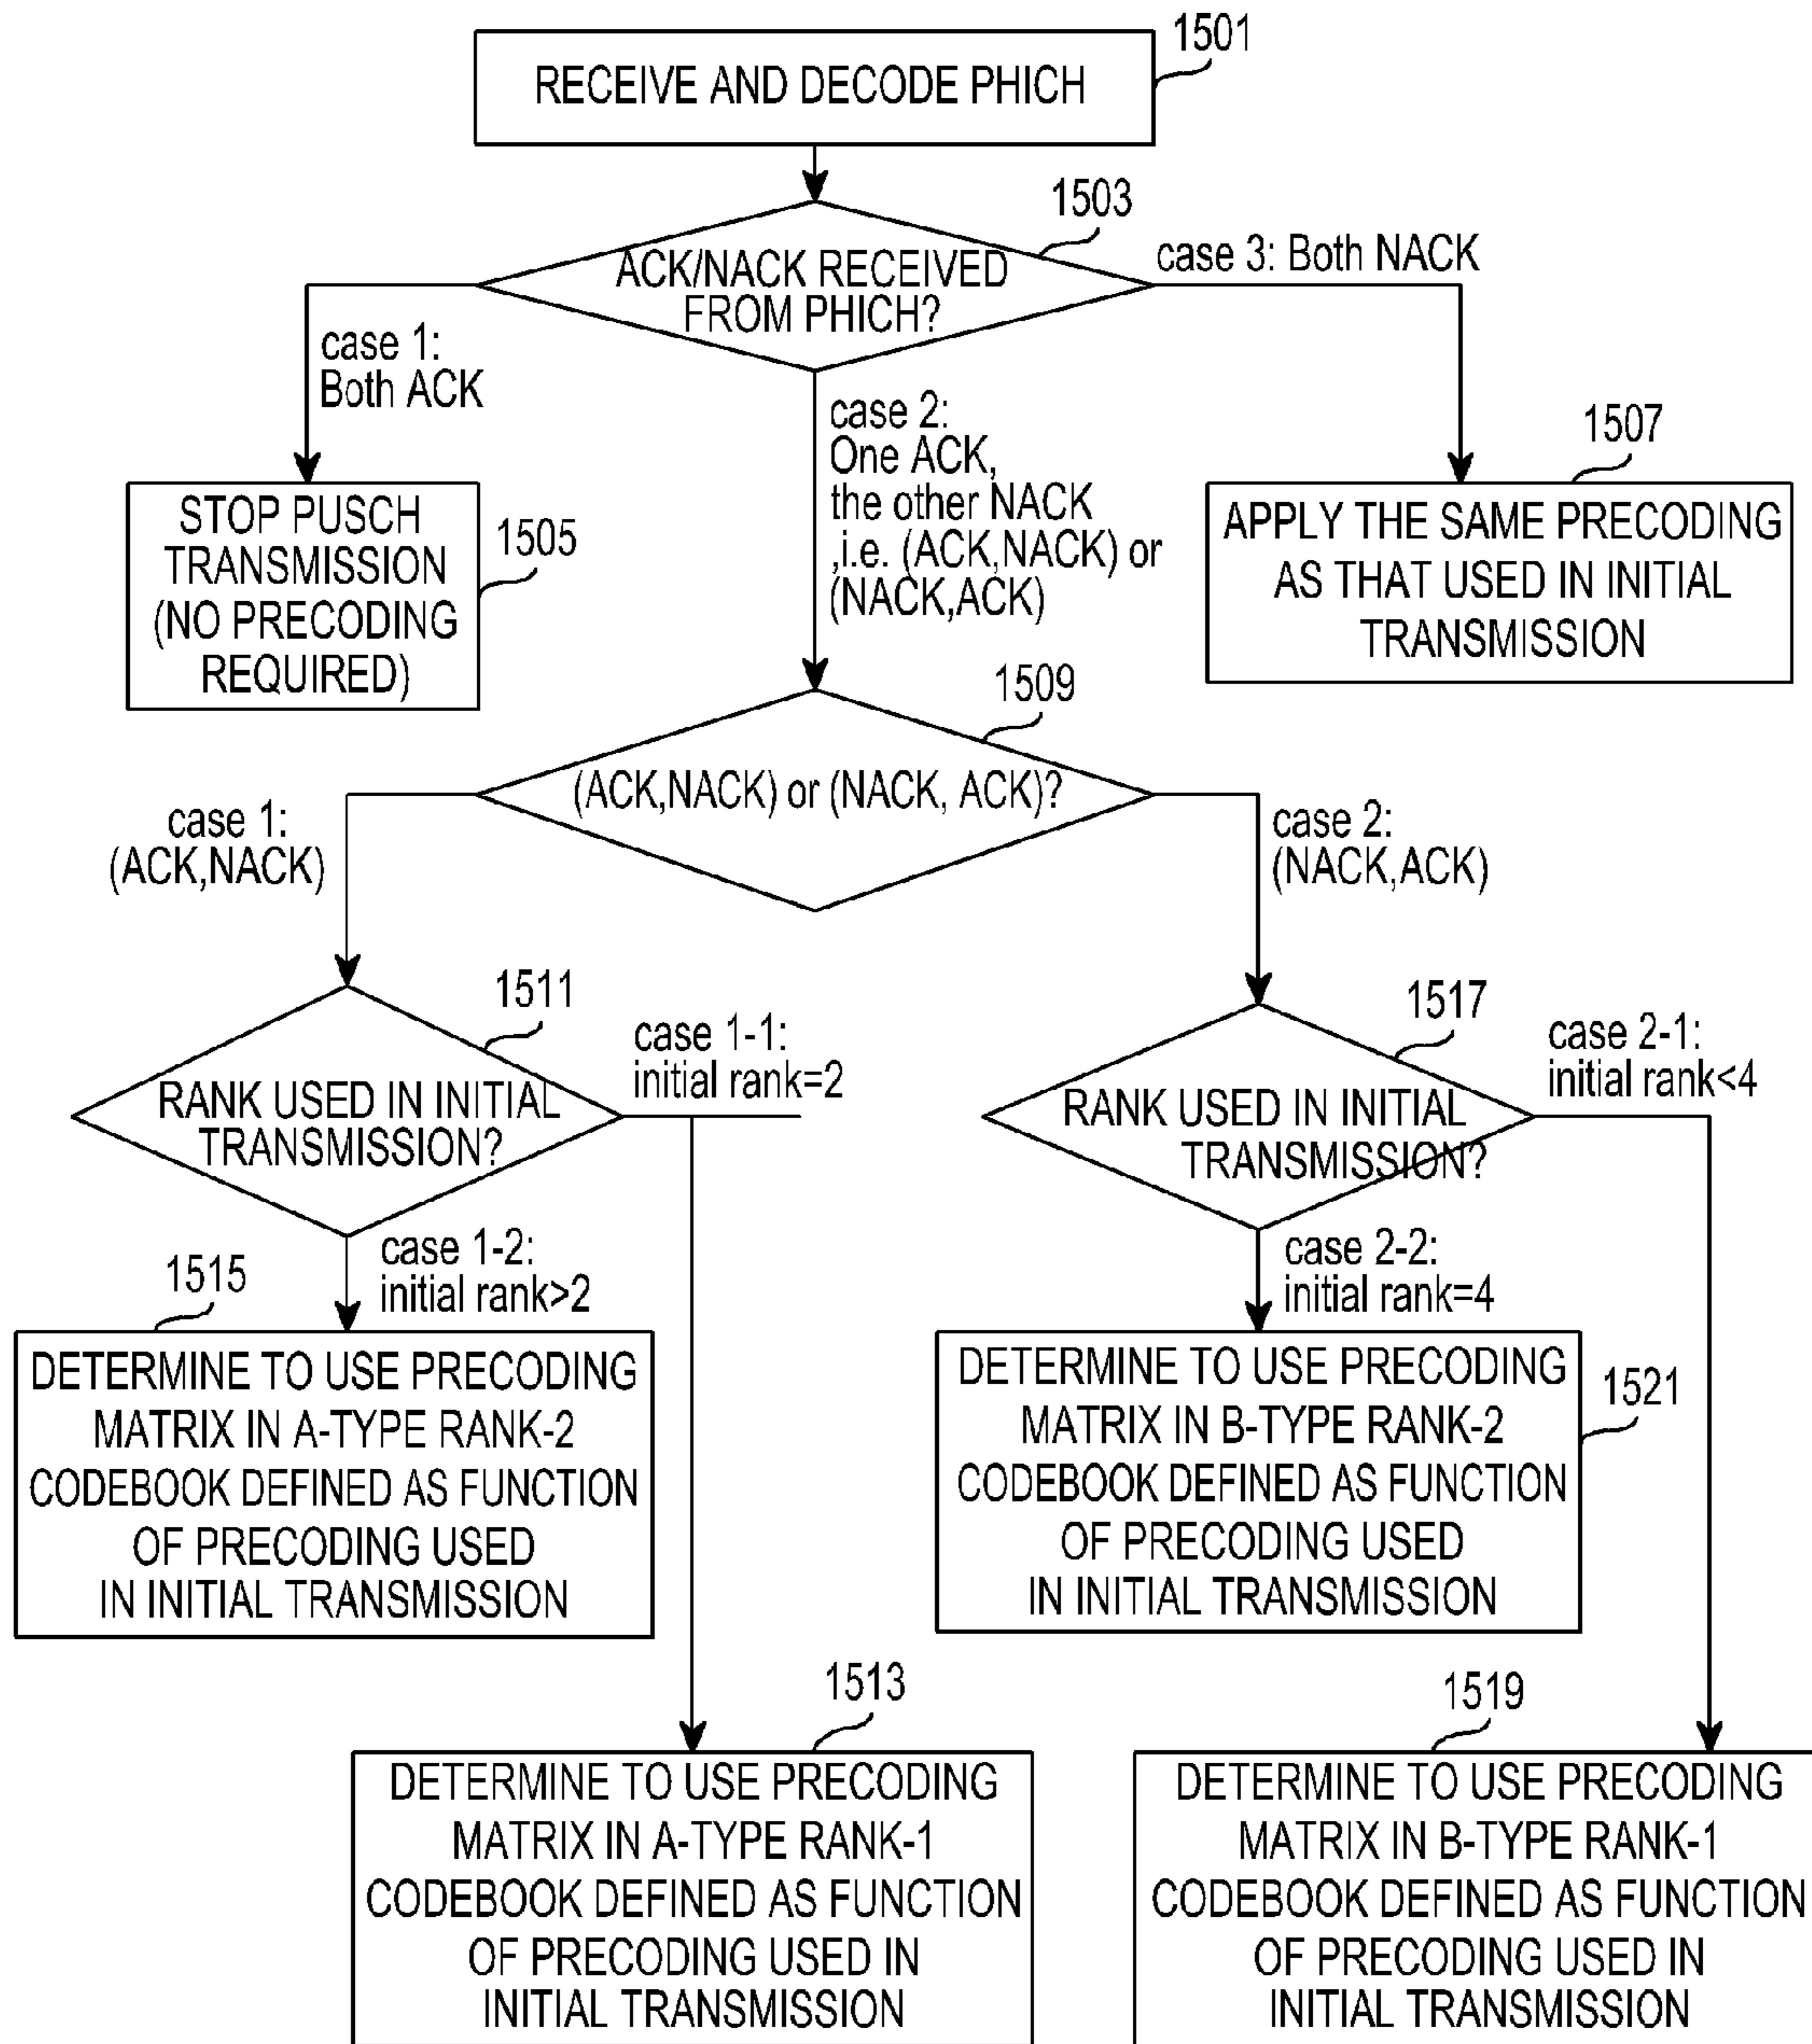 1501
RECEIVE AND DECODE PHICH
1503
ACK/NACK RECEIVED
FROM PHICH?
case 3: Both NACK
case 1:
Both ACK
case 2:
One ACK,
the other NACK
,i.e. (ACK,NACK) or
(NACK,ACK)
1505
STOP PUSCH
TRANSMISSION
(NO PRECODING
REQUIRED)
1507
APPLY THE SAME PRECODING
AS THAT USED IN INITIAL
TRANSMISSION
1509
(ACK,NACK) or (NACK, ACK)?
case 1:
(ACK,NACK)
case 2:
(NACK,ACK)
1511
RANK USED IN INITIAL
TRANSMISSION?
case 1-1:
initial rank=2
1517
RANK USED IN INITIAL
TRANSMISSION?
case 2-1:
initial rank<4
case 1-2:
initial rank>2
case 2-2:
initial rank=4
1515
DETERMINE TO USE PRECODING
MATRIX IN A-TYPE RANK-2
CODEBOOK DEFINED AS FUNCTION
OF PRECODING USED
IN INITIAL TRANSMISSION
1521
DETERMINE TO USE PRECODING
MATRIX IN B-TYPE RANK-2
CODEBOOK DEFINED AS FUNCTION
OF PRECODING USED
IN INITIAL TRANSMISSION
1513
DETERMINE TO USE PRECODING
MATRIX IN A-TYPE RANK-1
CODEBOOK DEFINED AS FUNCTION
OF PRECODING USED IN
INITIAL TRANSMISSION
1519
DETERMINE TO USE PRECODING
MATRIX IN B-TYPE RANK-1
CODEBOOK DEFINED AS FUNCTION
OF PRECODING USED IN
INITIAL TRANSMISSION